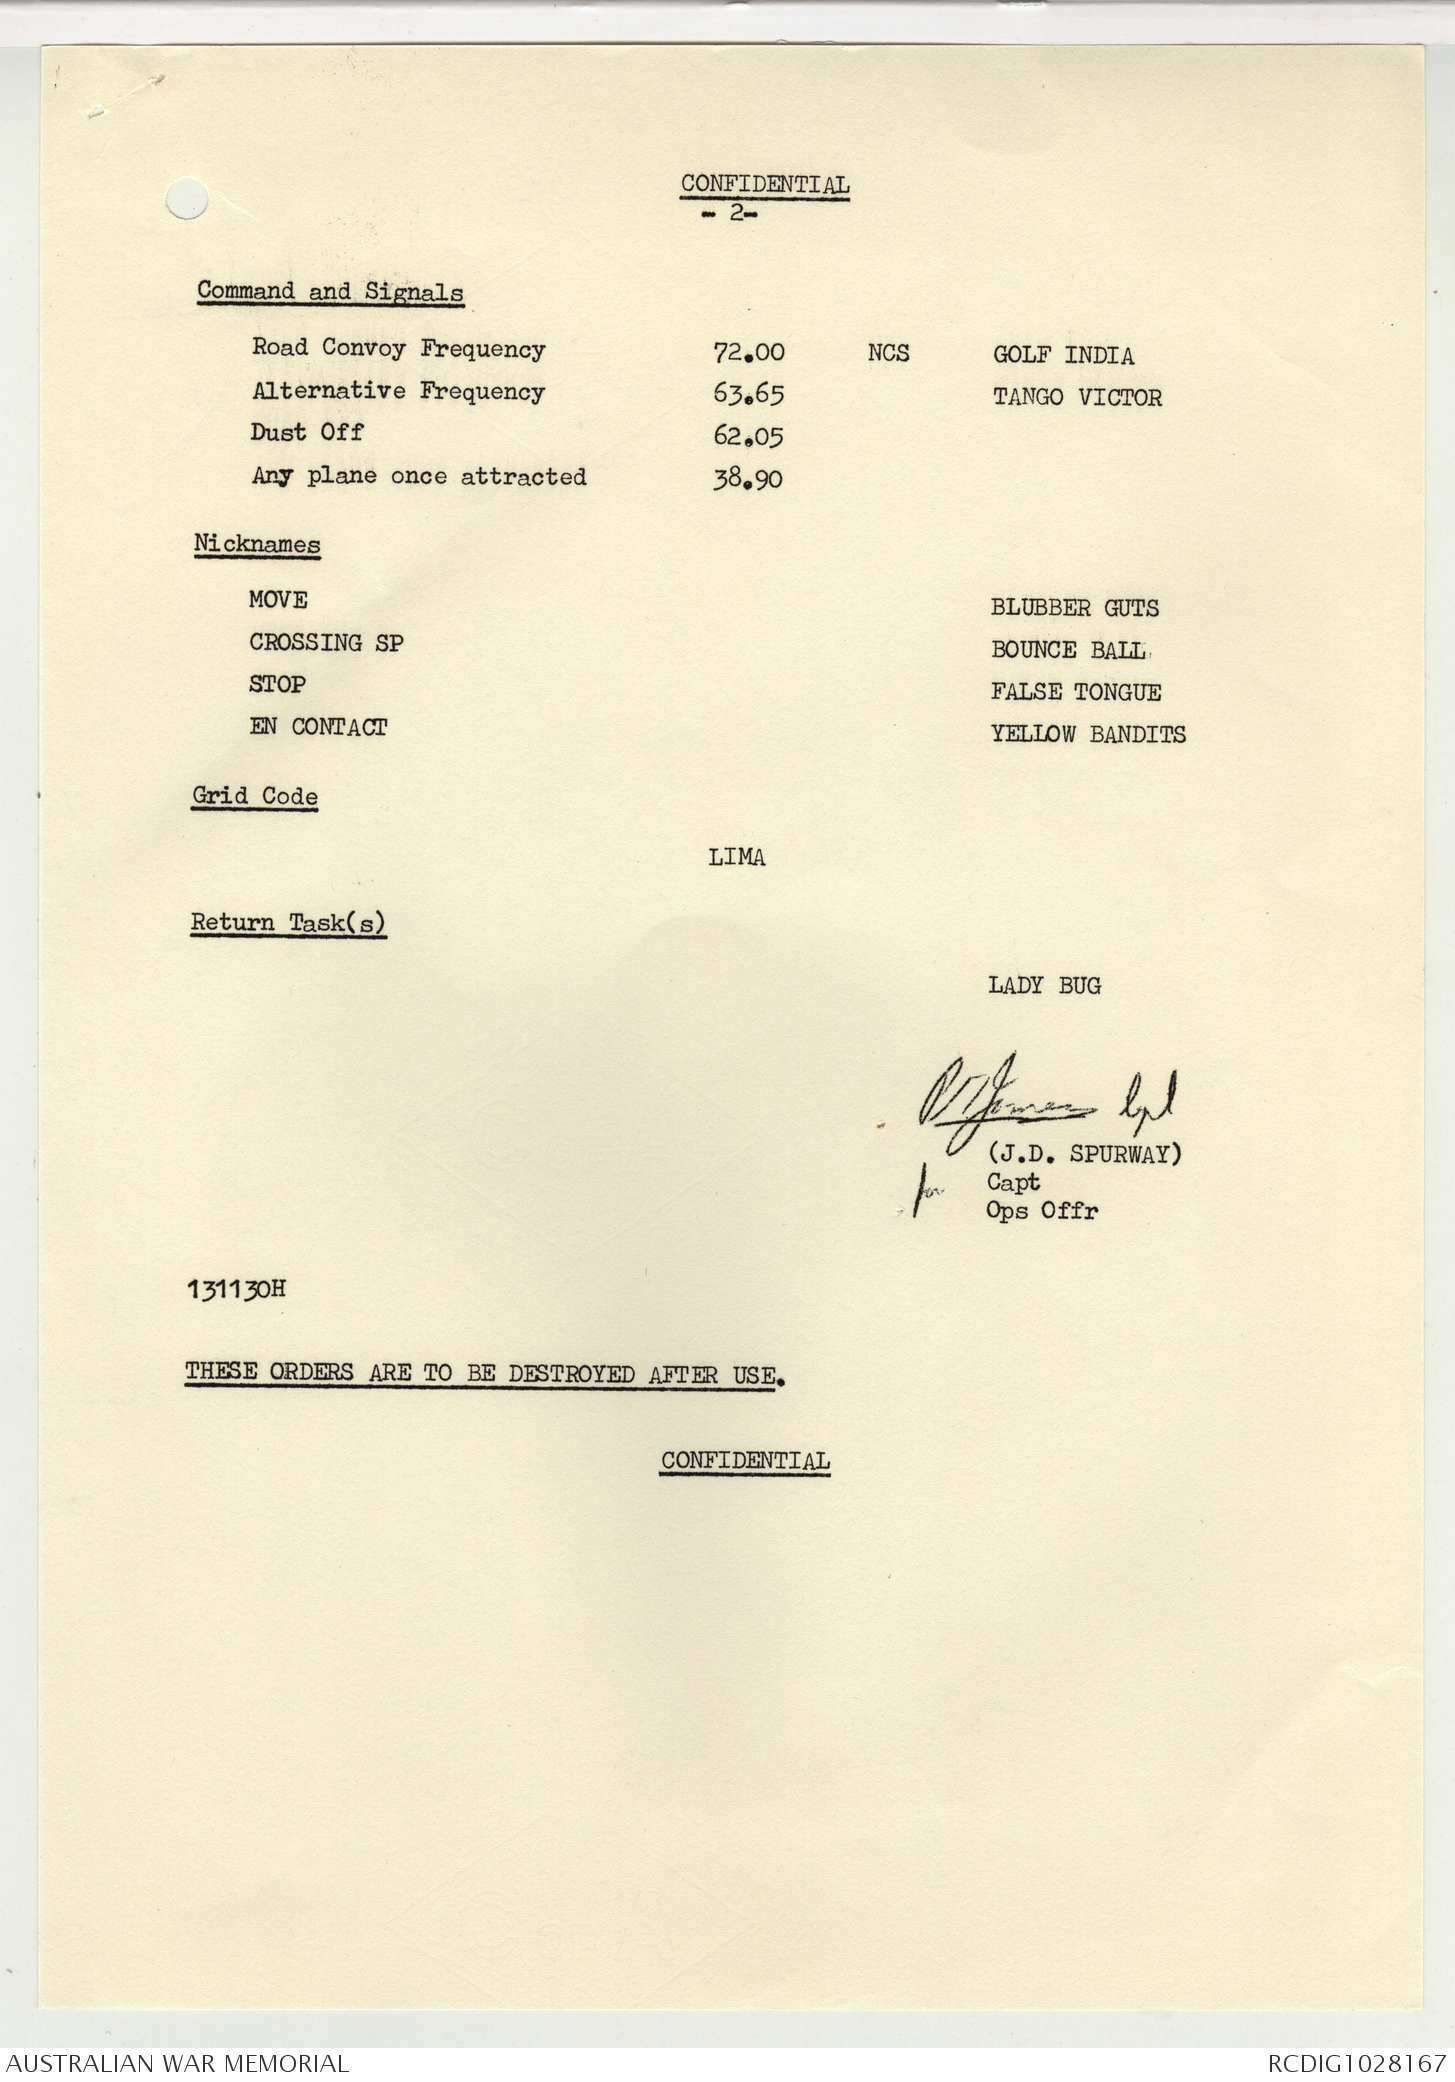 CONFIDENTIAL
- 2-
Command and Signals
Road Convoy Frequency 72.00 NCS GOLF INDIA
Alternative Frequency 63.65 TANGO VICTOR
Dust Off 62.05
Any plane once attracted 38.90
Nicknames
MOVE BLUBBER GUTS
CROSSING SP BOUNCE BALL
STOP FALSE TONGUE
EN CONTACT YELLOW BANDITS
Grid Code
LIMA
Return Task(s)
LADY BUG
(J.D. SPURWAY)
for Capt
Ops Offr
131130H
THESE ORDERS ARE TO BE DESTROYED AFTER USE.
CONFIDENTIAL
AUSTRALIAN WAR MEMORIAL RCDIG1028167